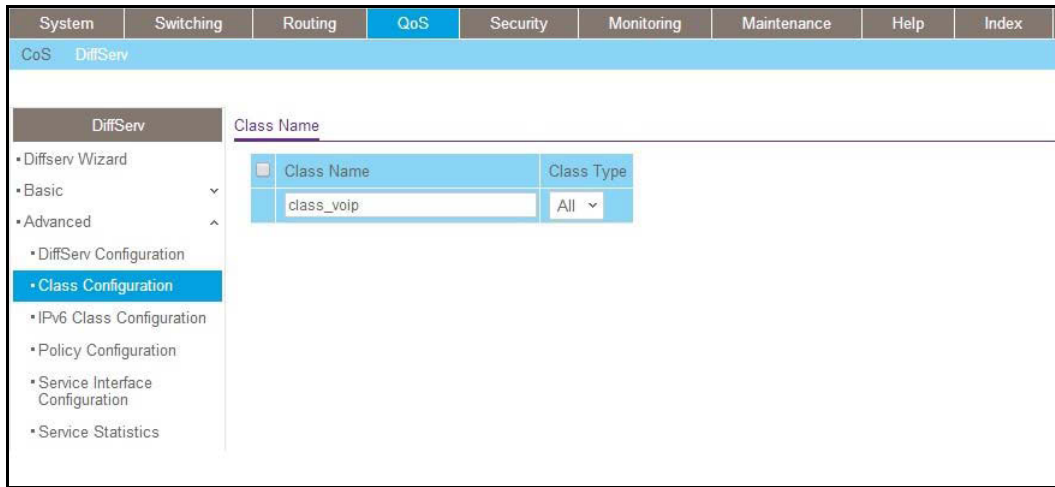 System Switching Routing QoS Security Monitoring Maintenance Help Index
CoS DiffServ
DiffServ
Diffserv Wizard
Basic
Advanced
DiffServ Configuration
Class Configuration
IPv6 Class Configuration
Policy Configuration
Service Interface
Configuration
Service Statistics
Class Name
Class Name Class Type
class_voip All